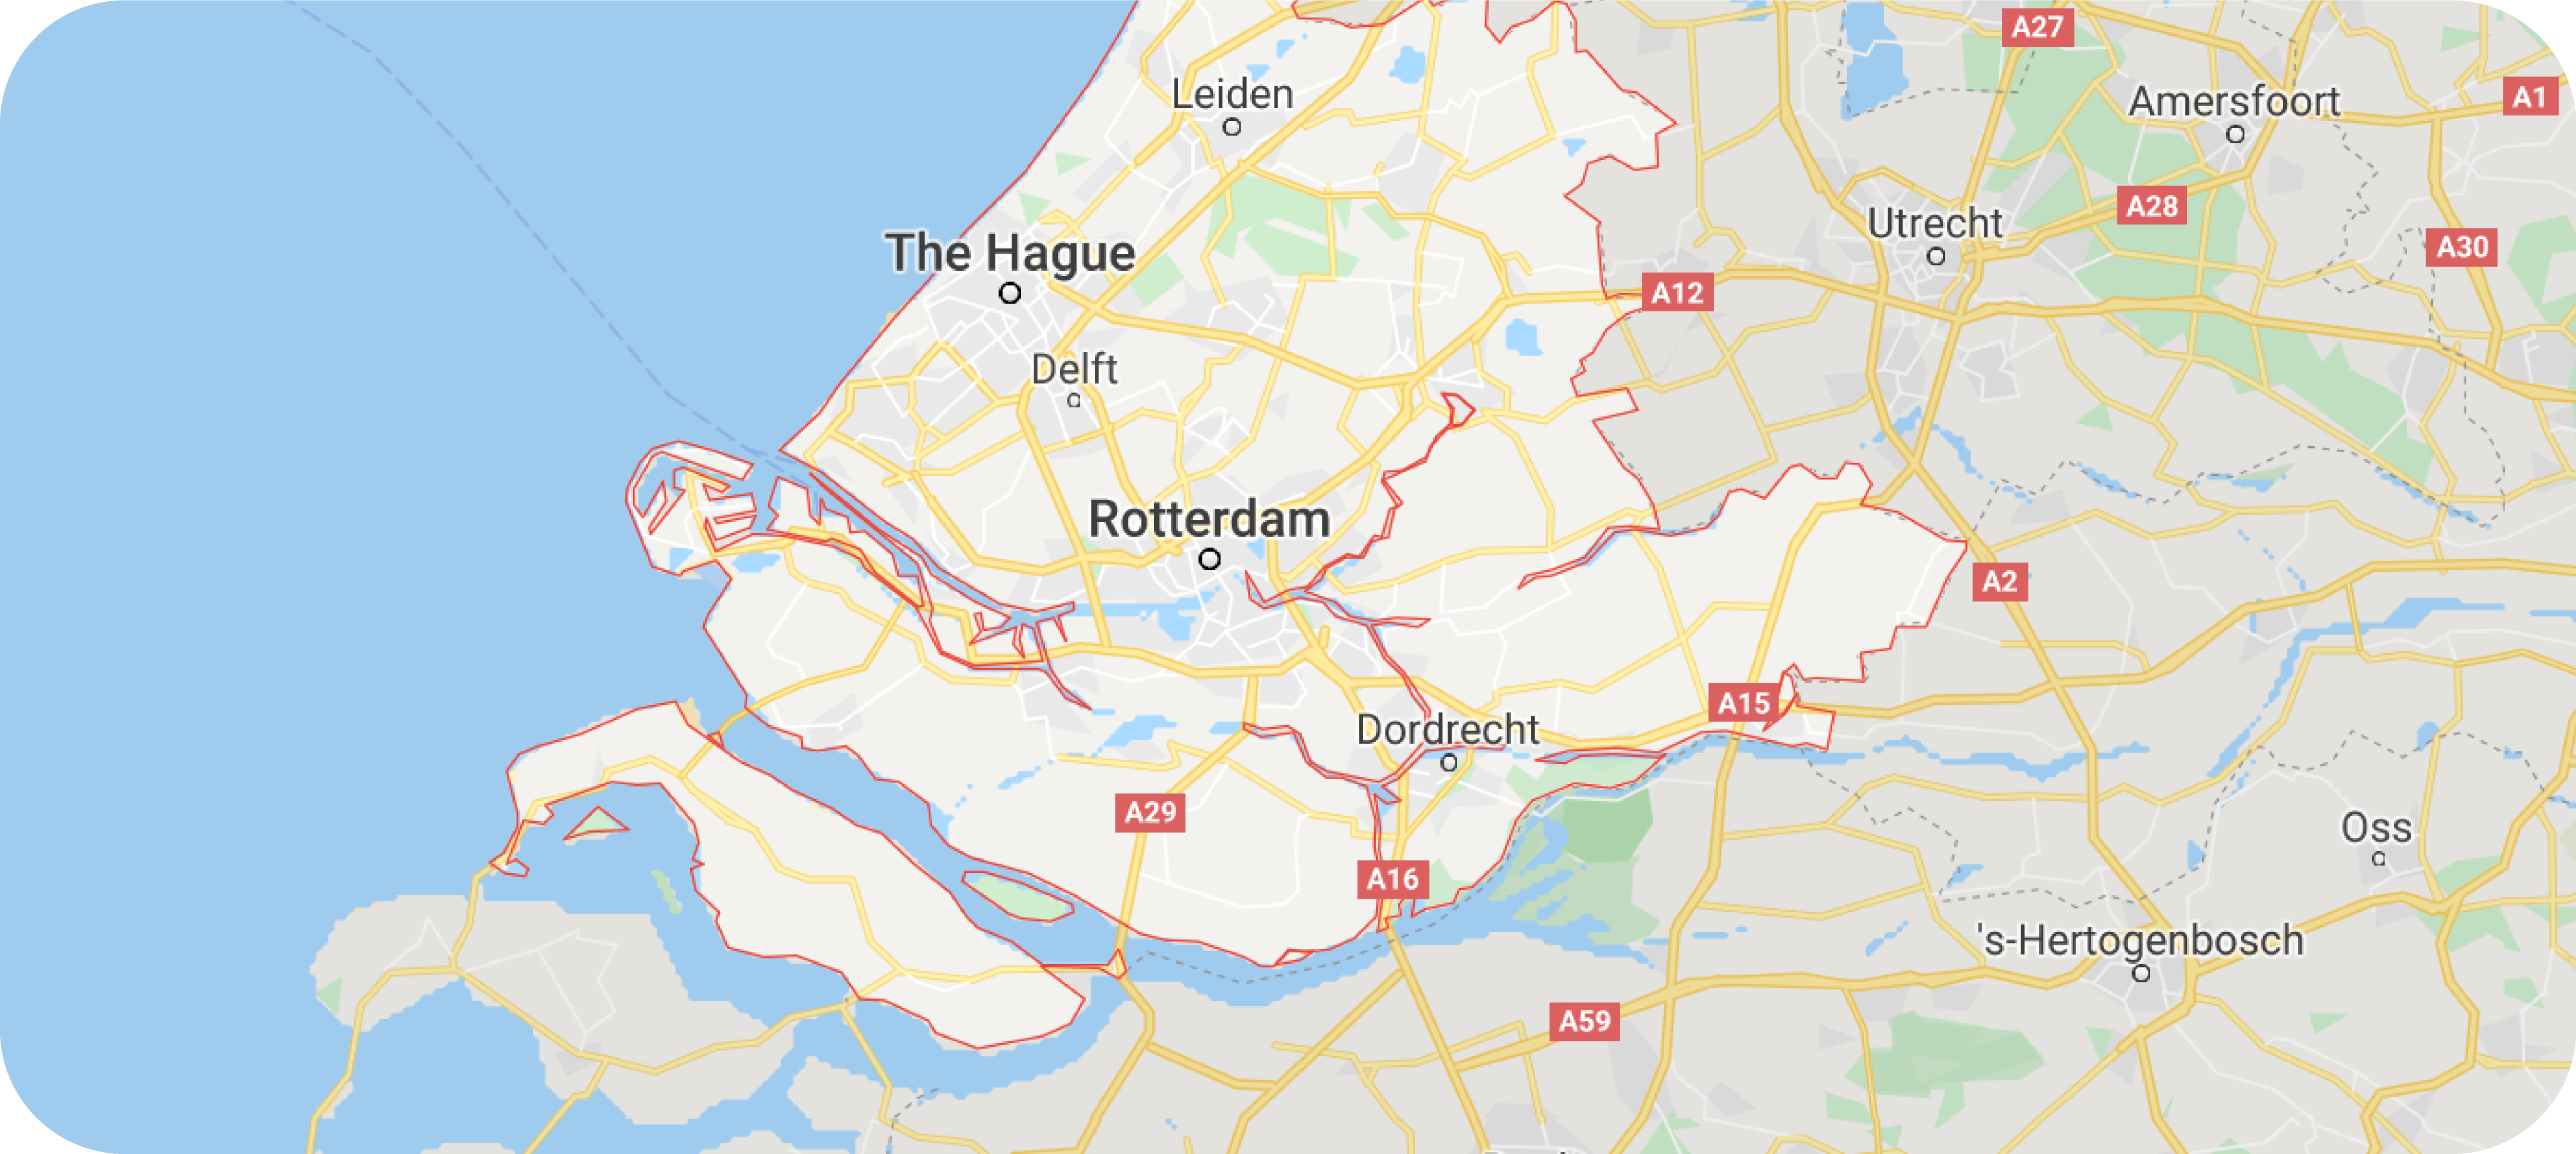 A27
Leiden
Amersfoort
A1
A28
Utrecht
The Hague
A30
A12
Delft
Rotterdam
A2
A15
Dordrecht
A29
Oss
A16
's-Hertogenbosch
A59